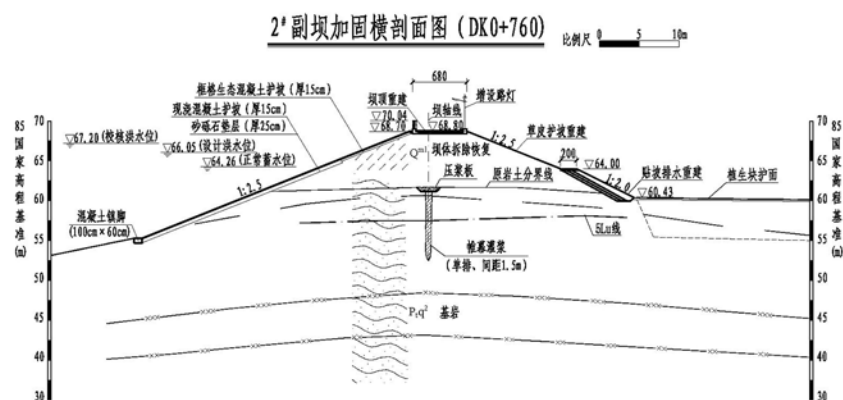 2#副坝加固横剖面图(DK0+760)
比例尺 0 5 10m
680
框格生态混凝土护坡(厚15cm)
现浇混凝土护坡(厚15cm)
砂砾石垫层(厚25cm)
坝顶重建
70.04
68.70
坝轴线
68.80
增设路灯
草皮护坡重建
1:2.5
67.20(校核洪水位)
66.05(设计洪水位)
64.26(正常蓄水位)
1:2.5
坝体拆除恢复
压浆板
原岩土分界线
200
64.00
1:2.0
贴坡排水重建
60.43
植生块护面
混凝土镇脚
(100cm×60cm)
5Lu线
帷幕灌浆
(单排、间距1.5m)
P₁q² 基岩
85国家高程基准(m)
70
65
60
55
50
45
40
30
85国家高程基准(m)
70
65
60
55
50
45
40
30